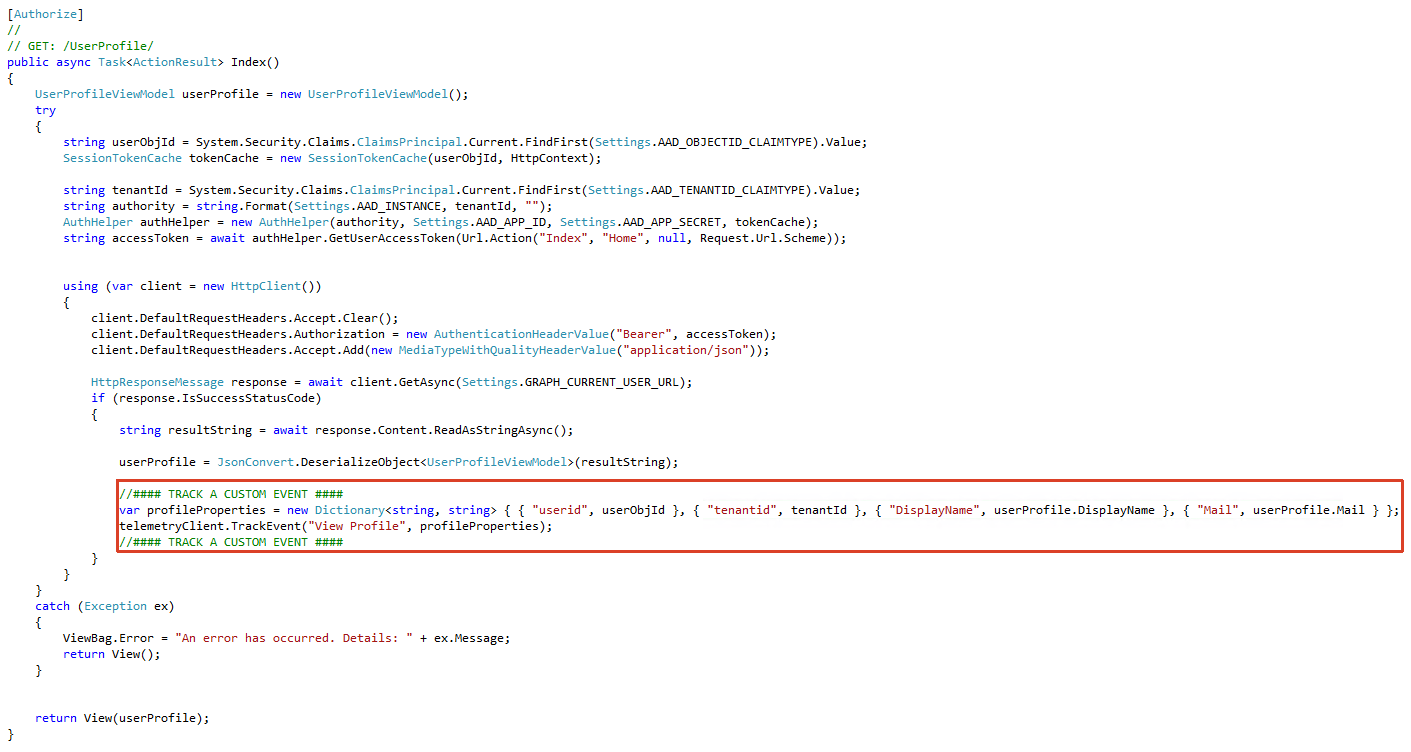 [Authorize]
//
// GET: /UserProfile/
public async Task<ActionResult> Index()
{
UserProfileViewModel userProfile = new UserProfileViewModel();
try
{
string userObjId = System.Security.Claims.ClaimsPrincipal.Current.FindFirst(Settings.AAD_OBJECTID_CLAIMTYPE).Value;
SessionTokenCache tokenCache = new SessionTokenCache(userObjId, HttpContext);
string tenantId = System.Security.Claims.ClaimsPrincipal.Current.FindFirst(Settings.AAD_TENANTID_CLAIMTYPE).Value;
string authority = string.Format(Settings.AAD_INSTANCE, tenantId, "");
AuthHelper authHelper = new AuthHelper(authority, Settings.AAD_APP_ID, Settings.AAD_APP_SECRET, tokenCache);
string accessToken = await authHelper.GetUserAccessToken(Url.Action("Index", "Home", null, Request.Url.Scheme));
using (var client = new HttpClient())
{
client.DefaultRequestHeaders.Accept.Clear();
client.DefaultRequestHeaders.Authorization = new AuthenticationHeaderValue("Bearer", accessToken);
client.DefaultRequestHeaders.Accept.Add(new MediaTypeWithQualityHeaderValue("application/json"));
HttpResponseMessage response = await client.GetAsync(Settings.GRAPH_CURRENT_USER_URL);
if (response.IsSuccessStatusCode)
{
string resultString = await response.Content.ReadAsStringAsync();
userProfile = JsonConvert.DeserializeObject<UserProfileViewModel>(resultString);
//#### TRACK A CUSTOM EVENT ####
var profileProperties = new Dictionary<string, string> { { "userid", userObjId }, { "tenantid", tenantId }, { "DisplayName", userProfile.DisplayName }, { "Mail", userProfile.Mail } };
telemetryClient.TrackEvent("View Profile", profileProperties);
//#### TRACK A CUSTOM EVENT ####
}
}
}
catch (Exception ex)
{
ViewBag.Error = "An error has occurred. Details: " + ex.Message;
return View();
}
return View(userProfile);
}